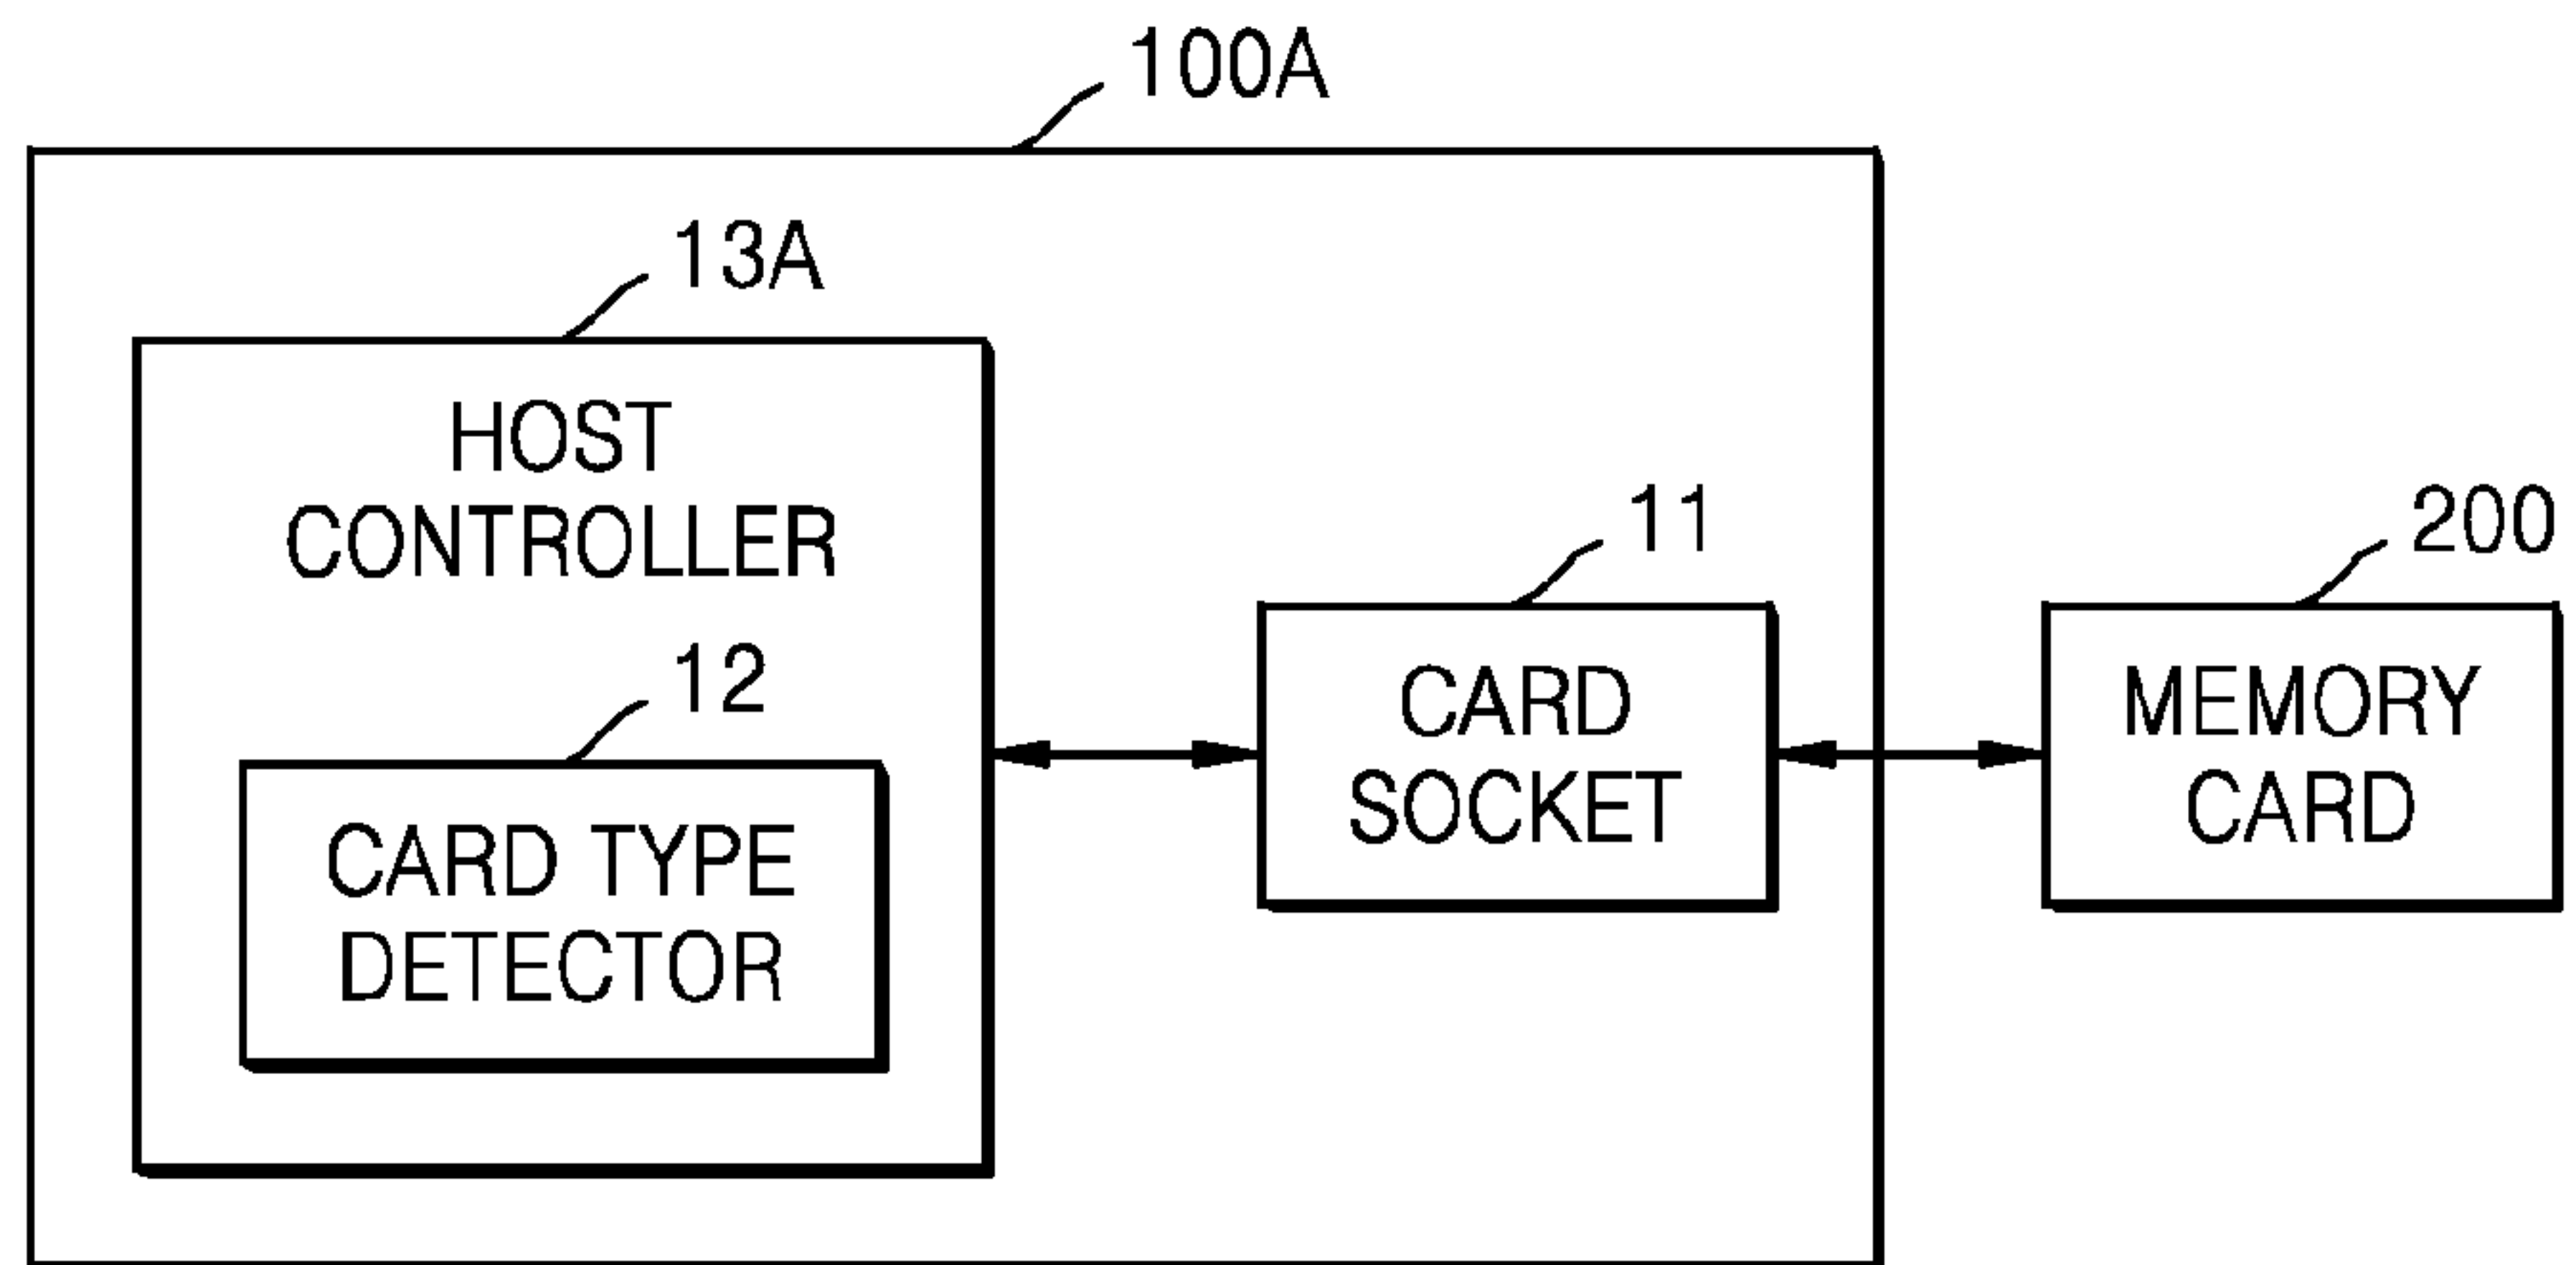 100A
13A
HOST
CONTROLLER
12
CARD TYPE
DETECTOR
11
CARD
SOCKET
200
MEMORY
CARD